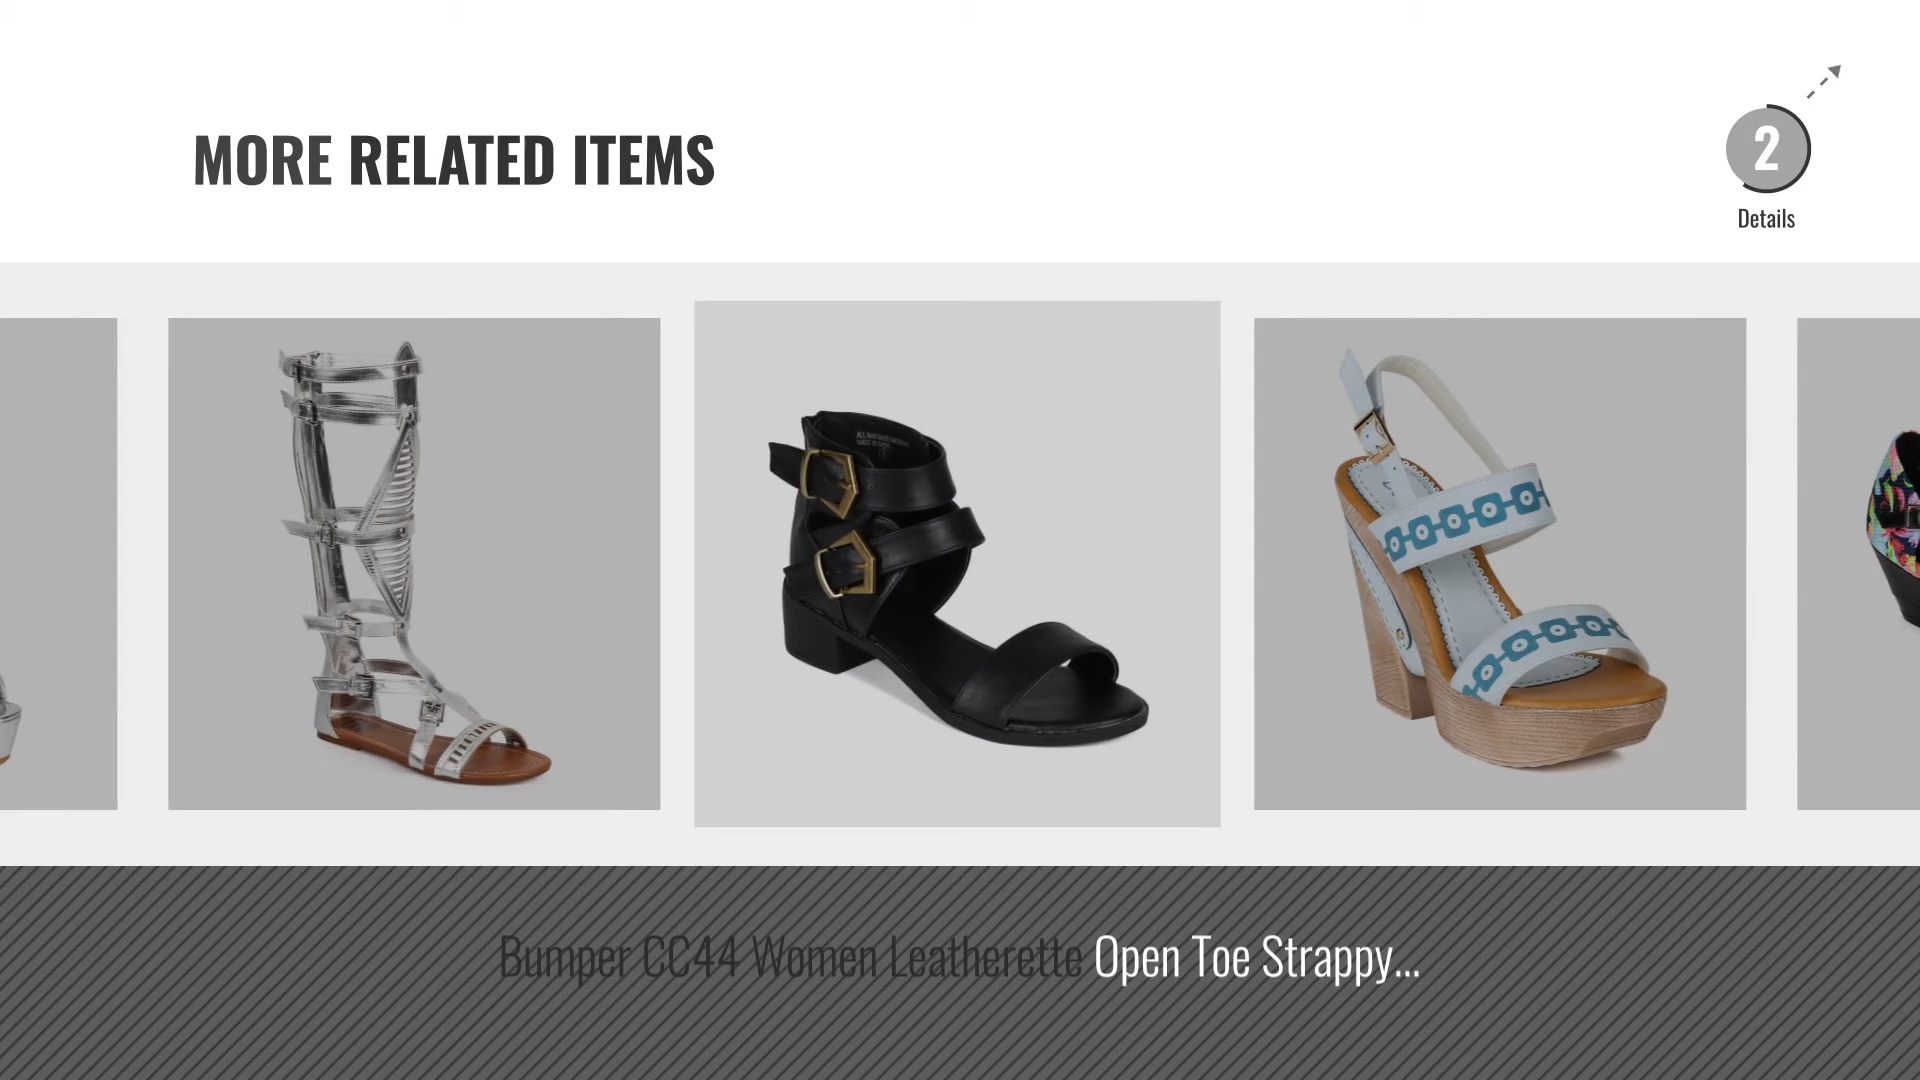 MORE RELATED ITEMS
2
Details
Bumper CC44 Women Leatherette Open Toe Strappy...